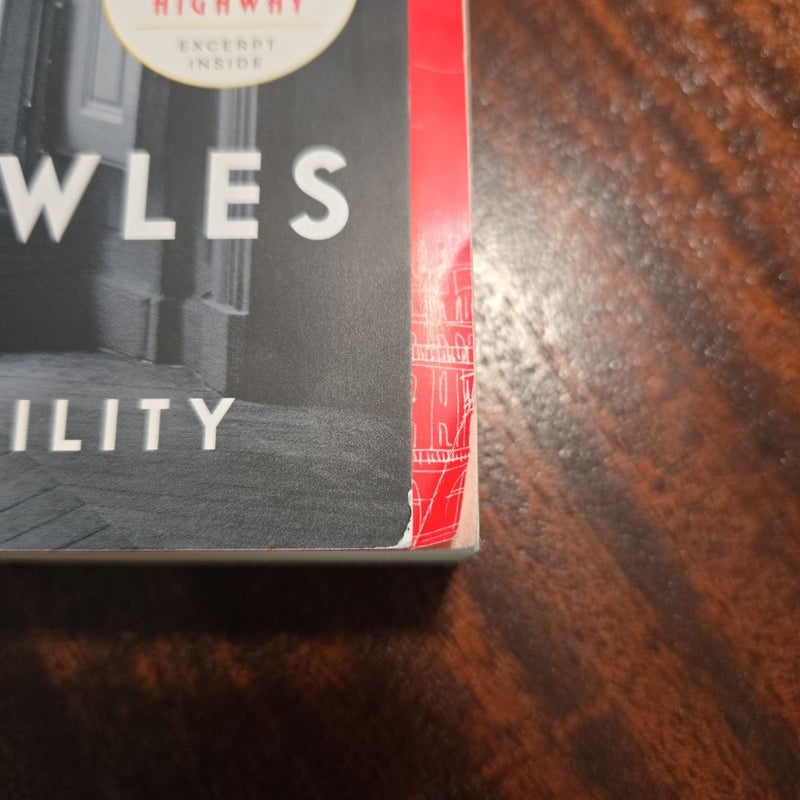 HIGHWAY
EXCERPT
INSIDE
WLES
ILITY